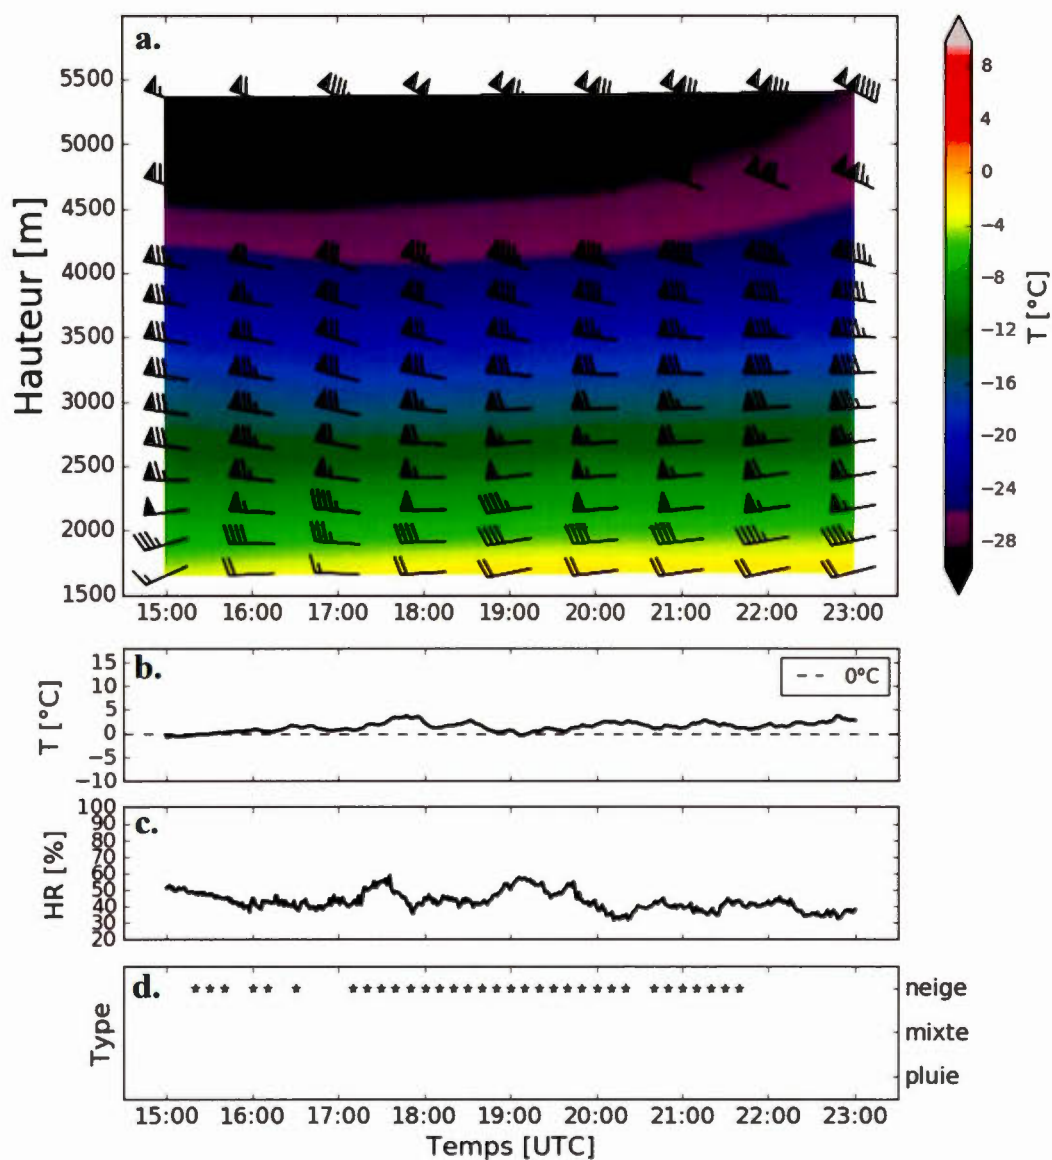 a.
5500
5000
4500
4000
3500
3000
2500
2000
1500
Hauteur [m]
15:00 16:00 17:00 18:00 19:00 20:00 21:00 22:00 23:00
8
4
0
−4
−8
−12
−16
−20
−24
−28
T [°C]
b.
0°C
15
10
5
0
−5
−10
T [°C]
c.
100
90
80
70
60
50
40
30
20
HR [%]
d.
Type
neige
mixte
pluie
15:00 16:00 17:00 18:00 19:00 20:00 21:00 22:00 23:00
Temps [UTC]